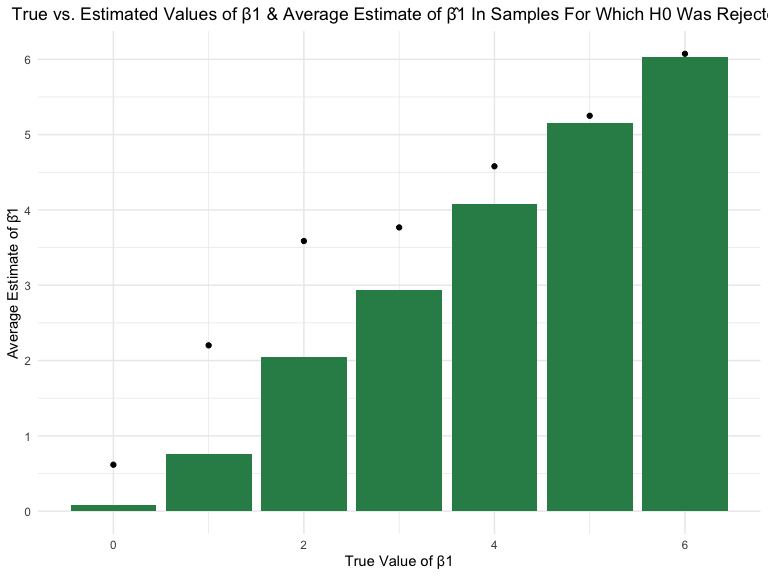 True vs. Estimated Values of β1 & Average Estimate of β̂1 In Samples For Which H0 Was Rejecte
6
5
4
3
2
1
0
Average Estimate of β̂1
0 2 4 6
True Value of β1